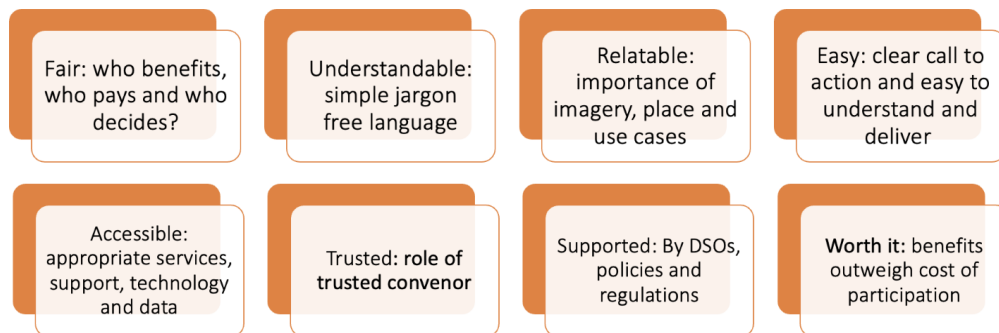 Fair: who benefits,
who pays and who
decides?
Understandable:
simple jargon
free language
Relatable:
importance of
imagery, place and
use cases
Easy: clear call to
action and easy to
understand and
deliver
Accessible:
appropriate services,
support, technology
and data
Trusted: role of
trusted convenor
Supported: By DSOs,
policies and
regulations
Worth it: benefits
outweigh cost of
participation